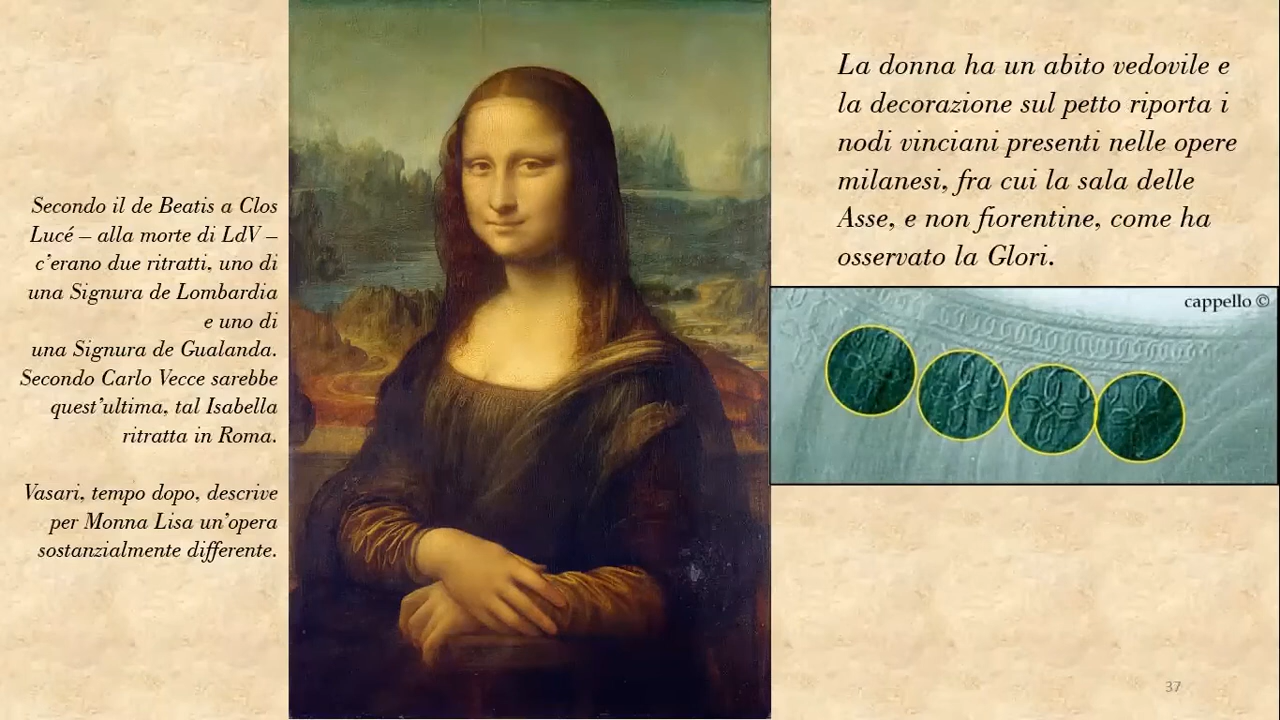 Secondo il de Beatis a Clos
Lucé – alla morte di LdV –
c'erano due ritratti, uno di
una Signura de Lombardia
e uno di
una Signura de Gualanda.
Secondo Carlo Vecce sarebbe
quest'ultima, tal Isabella
ritratta in Roma.
Vasari, tempo dopo, descrive
per Monna Lisa un'opera
sostanzialmente differente.
La donna ha un abito vedovile e
la decorazione sul petto riporta i
nodi vinciani presenti nelle opere
milanesi, fra cui la sala delle
Asse, e non fiorentine, come ha
osservato la Glori.
cappello ©
37